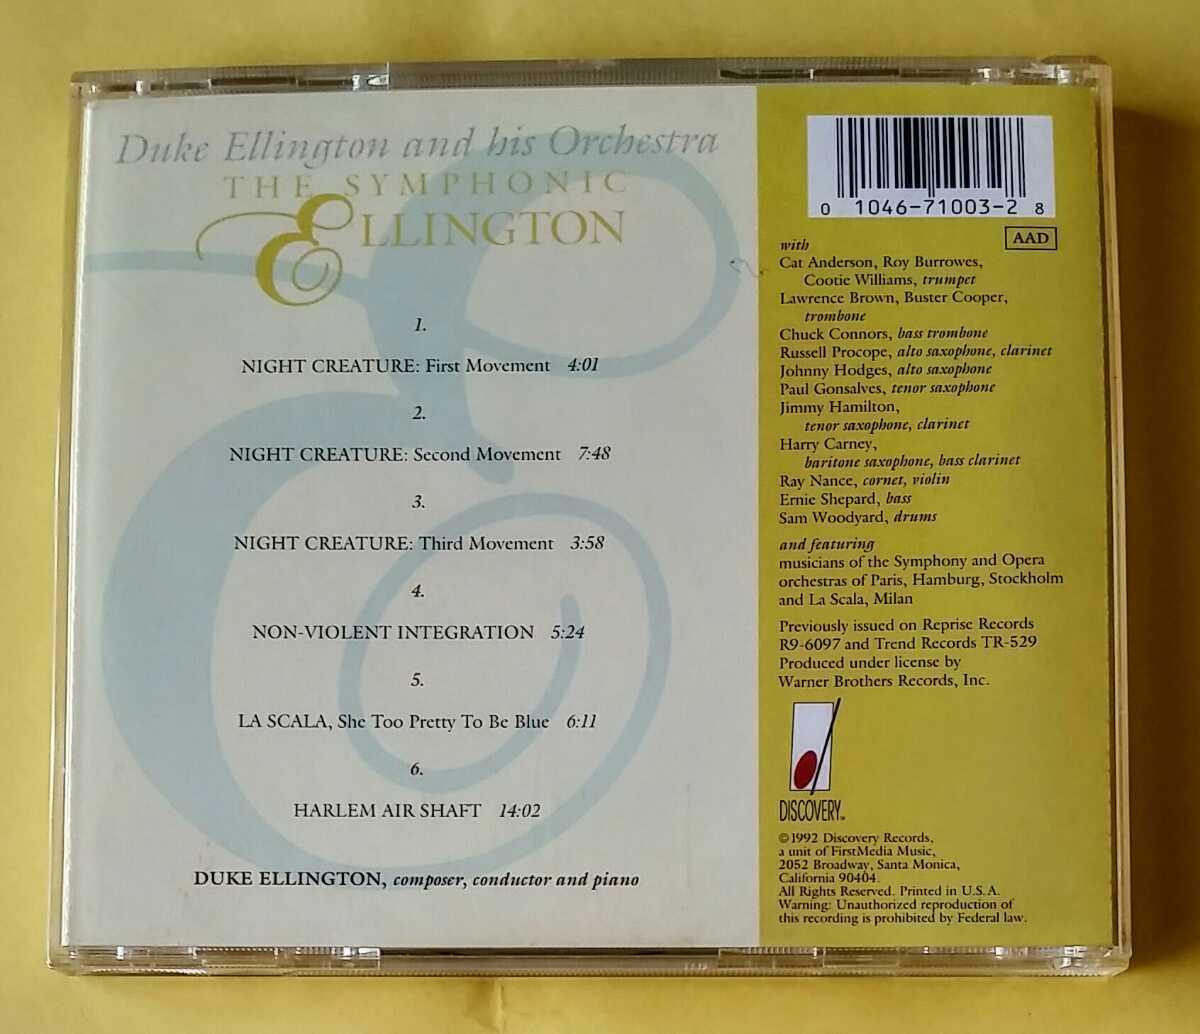 Duke Ellington and his Orchestra
THE SYMPHONIC
ELLINGTON
1.
NIGHT CREATURE: First Movement 4:01
2.
NIGHT CREATURE: Second Movement 7:48
3.
NIGHT CREATURE: Third Movement 3:58
4.
NON-VIOLENT INTEGRATION 5:24
5.
LA SCALA, She Too Pretty To Be Blue 6:11
6.
HARLEM AIR SHAFT 14:02
DUKE ELLINGTON, composer, conductor and piano
0 1046-71003-2 8
AAD
with
Cat Anderson, Roy Burrowes,
Cootie Williams, trumpet
Lawrence Brown, Buster Cooper,
trombone
Chuck Connors, bass trombone
Russell Procope, alto saxophone, clarinet
Johnny Hodges, alto saxophone
Paul Gonsalves, tenor saxophone
Jimmy Hamilton,
tenor saxophone, clarinet
Harry Carney,
baritone saxophone, bass clarinet
Ray Nance, cornet, violin
Ernie Shepard, bass
Sam Woodyard, drums
and featuring
musicians of the Symphony and Opera
orchestras of Paris, Hamburg, Stockholm
and La Scala, Milan
Previously issued on Reprise Records
R9-6097 and Trend Records TR-529
Produced under license by
Warner Brothers Records, Inc.
DISCOVERY™
©1992 Discovery Records,
a unit of FirstMedia Music,
2052 Broadway, Santa Monica,
California 90404.
All Rights Reserved. Printed in U.S.A.
Warning: Unauthorized reproduction of
this recording is prohibited by Federal law.